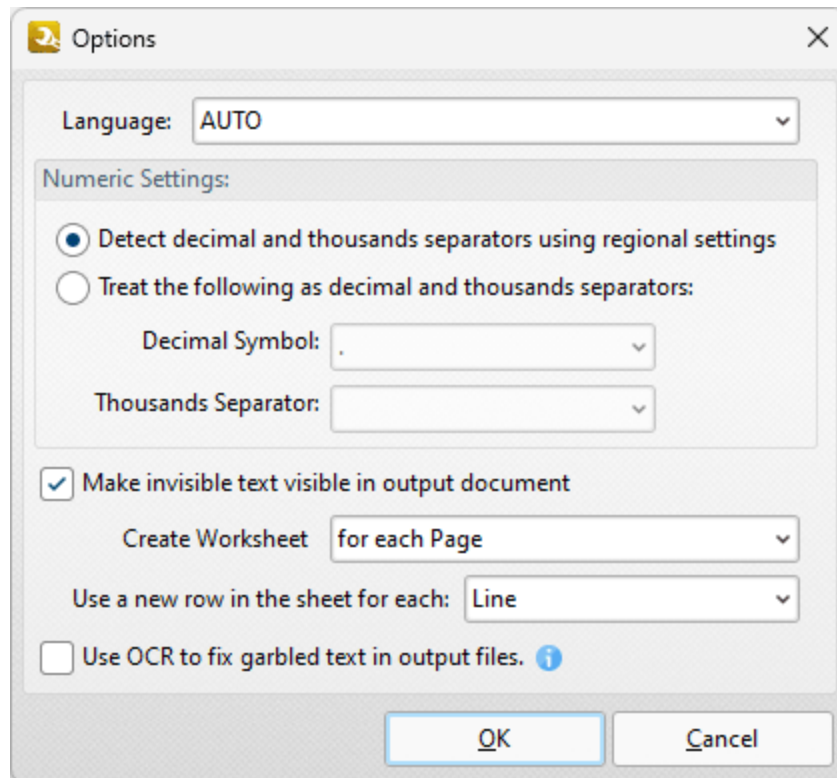 Options
Language: AUTO
Numeric Settings:
Detect decimal and thousands separators using regional settings
Treat the following as decimal and thousands separators:
Decimal Symbol: .
Thousands Separator:
Make invisible text visible in output document
Create Worksheet for each Page
Use a new row in the sheet for each: Line
Use OCR to fix garbled text in output files. i
OK Cancel